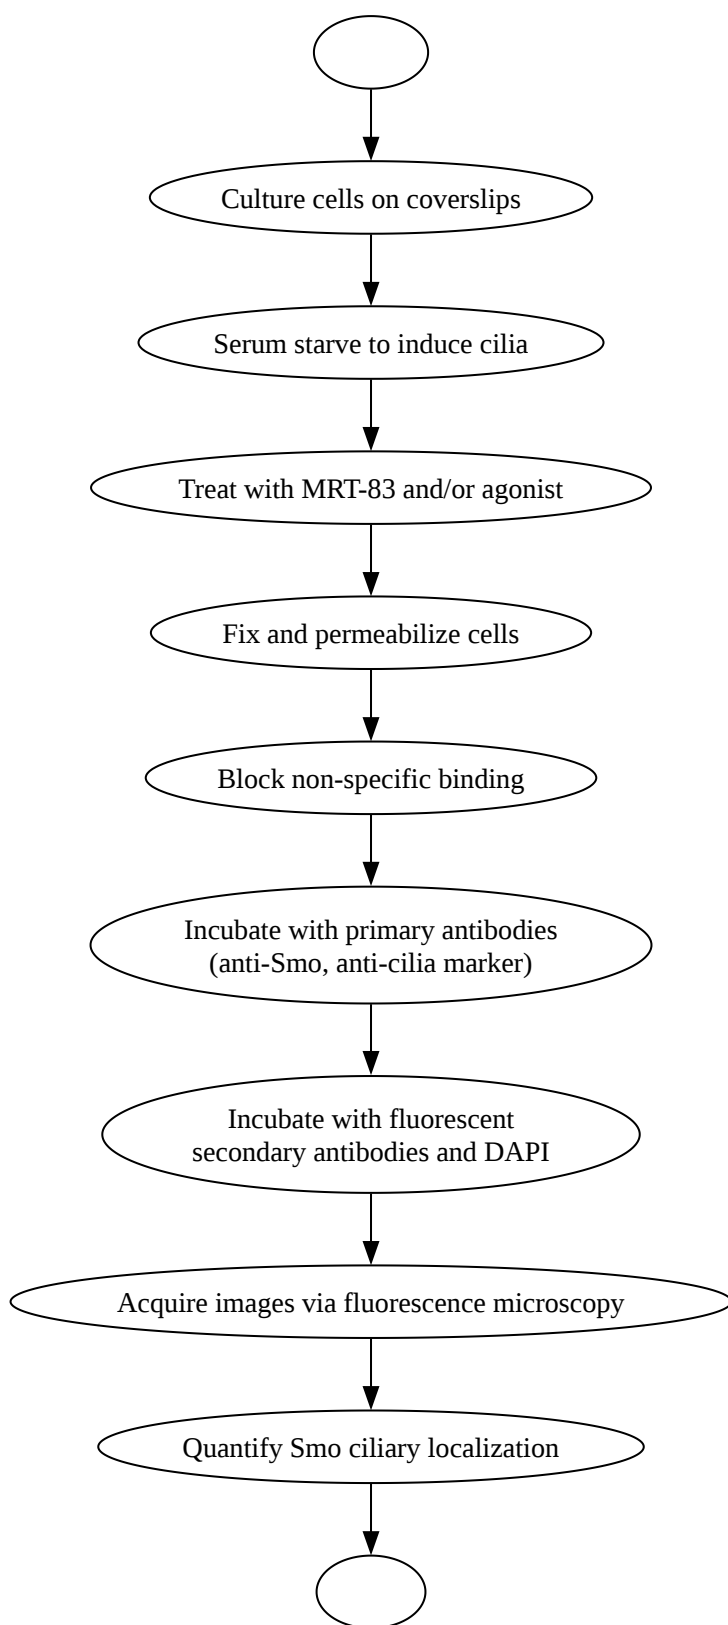 Culture cells on coverslips
Serum starve to induce cilia
Treat with MRT-83 and/or agonist
Fix and permeabilize cells
Block non-specific binding
Incubate with primary antibodies
(anti-Smo, anti-cilia marker)
Incubate with fluorescent
secondary antibodies and DAPI
Acquire images via fluorescence microscopy
Quantify Smo ciliary localization